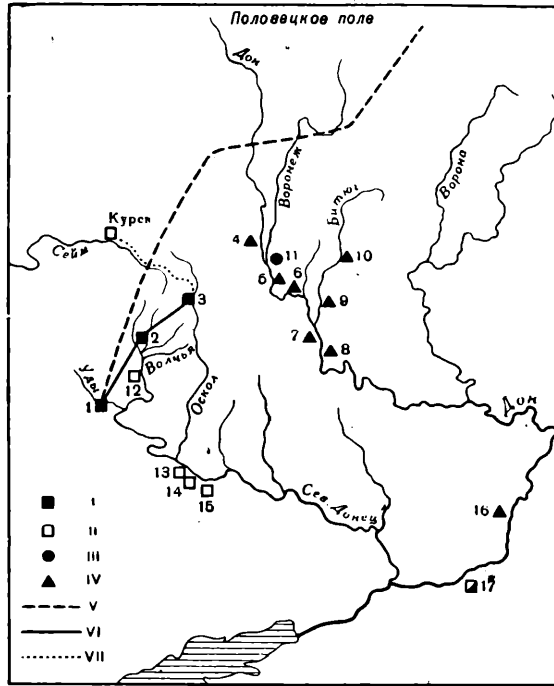 Половецкое поле
Дон
Воронеж
Ворона
Битюг
Курск
Сейм
4
11
5
6
10
3
9
2
7
8
Волчья
Уды
12
1
Оскол
Дон
13
14
15
Сев. Донец
16
17
I
II
III
IV
V
VI
VII